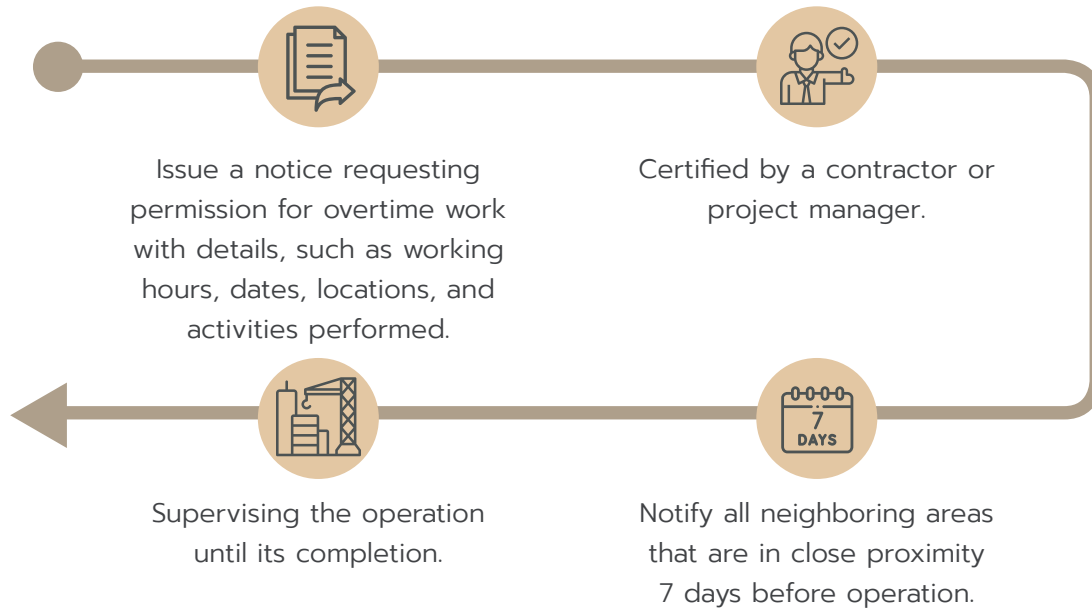 Issue a notice requesting
permission for overtime work
with details, such as working
hours, dates, locations, and
activities performed.
Certified by a contractor or
project manager.
7
DAYS
Notify all neighboring areas
that are in close proximity
7 days before operation.
Supervising the operation
until its completion.